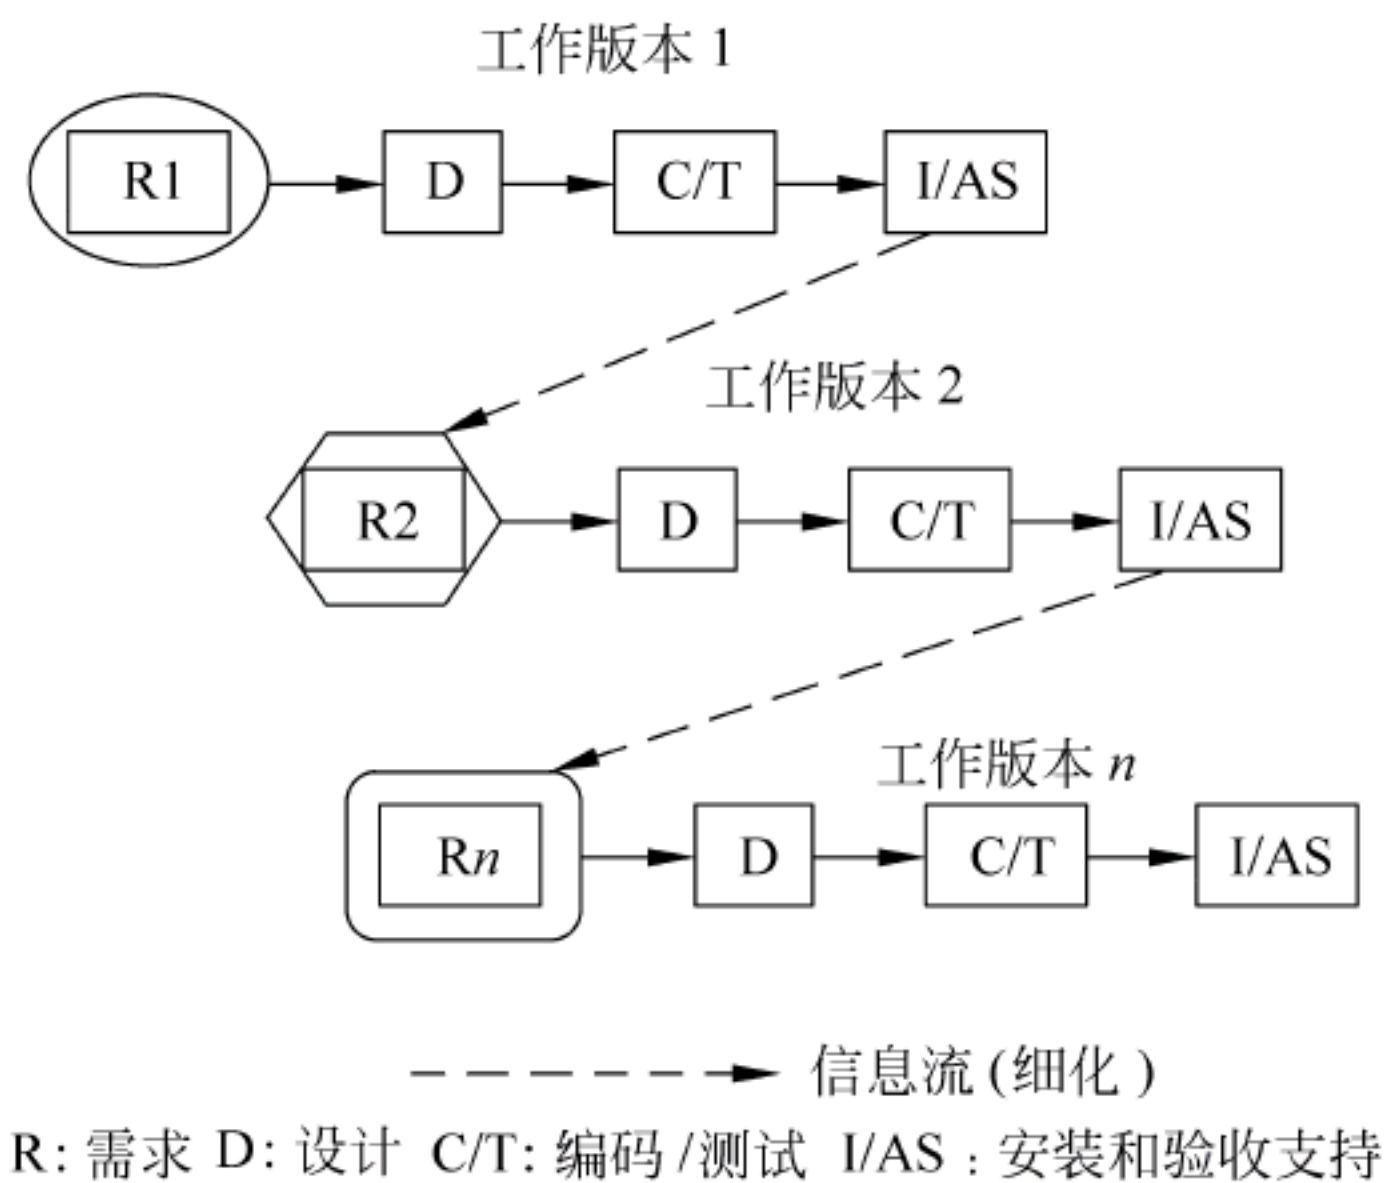 工作版本 1
R1 D C/T I/AS
工作版本 2
R2 D C/T I/AS
工作版本 n
Rn D C/T I/AS
信息流 (细化 )
R: 需求 D: 设计 C/T: 编码 /测试 I/AS : 安装和验收支持